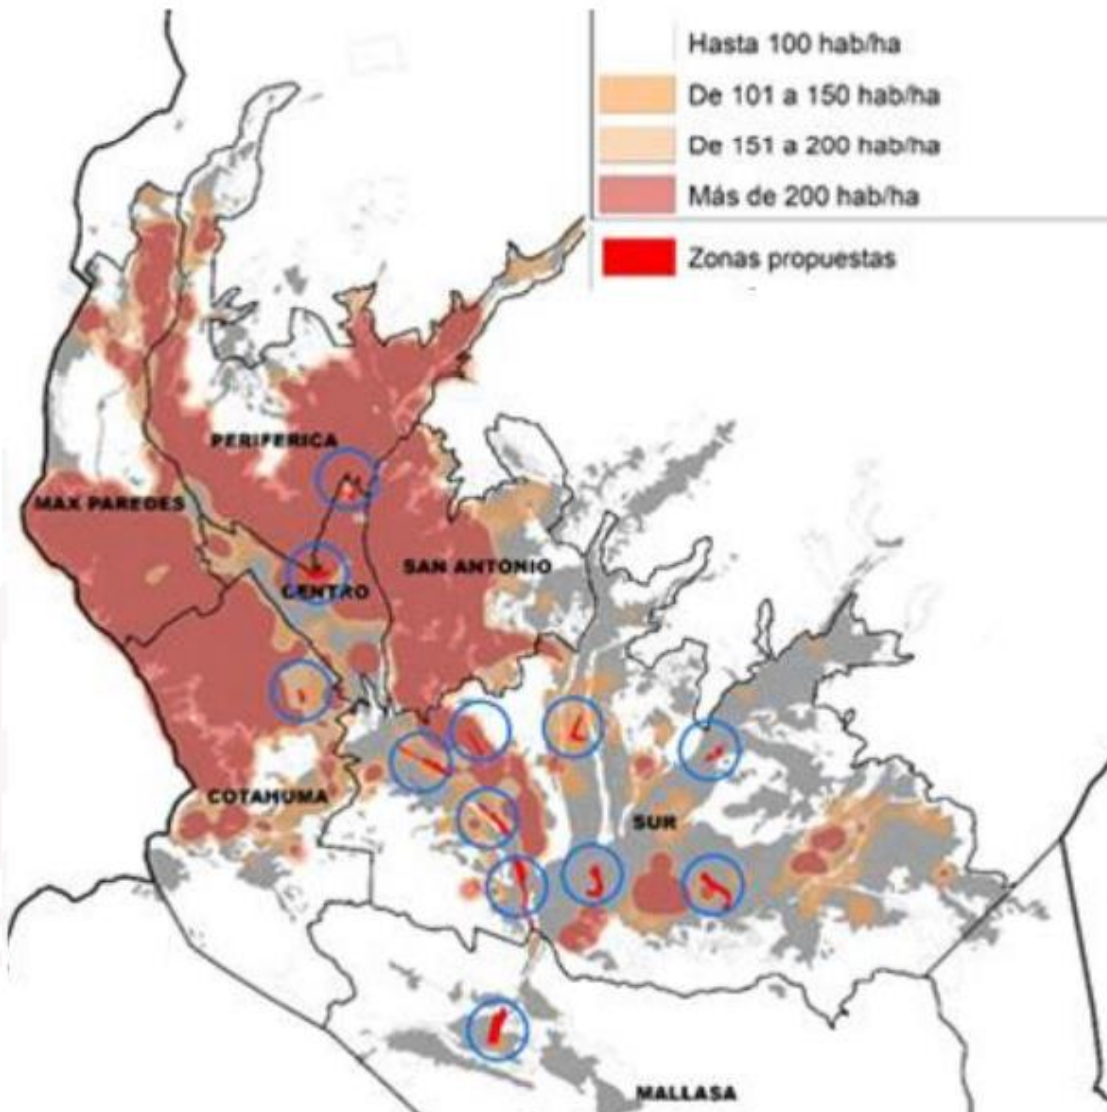 Hasta 100 hab/ha
De 101 a 150 hab/ha
De 151 a 200 hab/ha
Más de 200 hab/ha
Zonas propuestas
PERIFERICA
MAX PAREDES
SAN ANTONIO
CENTRO
COTAHUMA
SUR
MALLASA